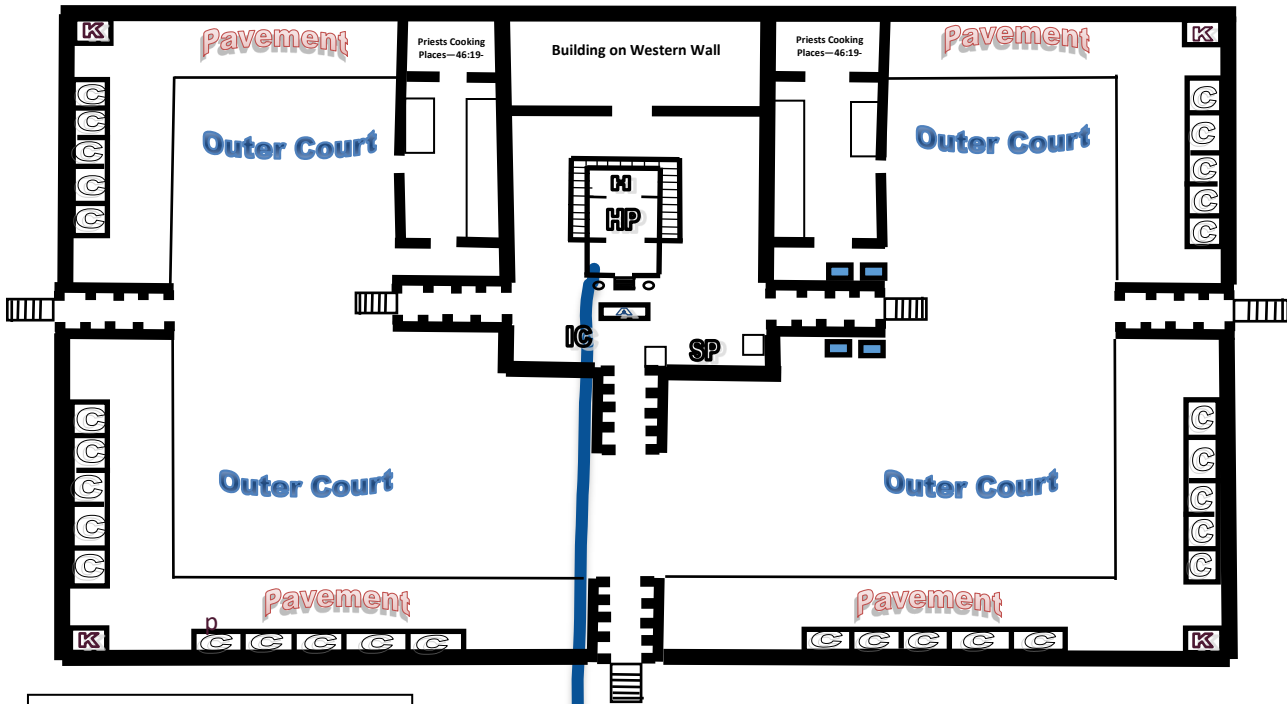 K
Pavement
Priests Cooking
Places—46:19-
Building on Western Wall
Priests Cooking
Places—46:19-
Pavement
K
C
C
C
C
C
Outer Court
Outer Court
C
C
C
C
C
H
HP
A
IC
SP
C
C
C
C
C
Outer Court
Outer Court
C
C
C
C
C
Pavement
Pavement
p
K
C C C C C
C C C C C
K